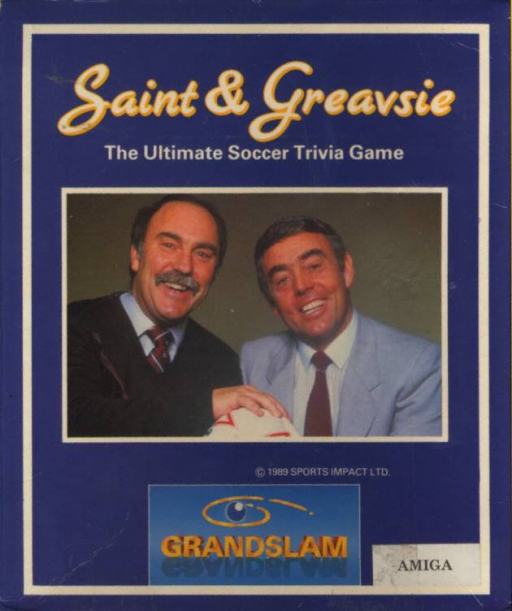 Saint & Greavsie
The Ultimate Soccer Trivia Game
© 1989 SPORTS IMPACT LTD.
GRANDSLAM
AMIGA